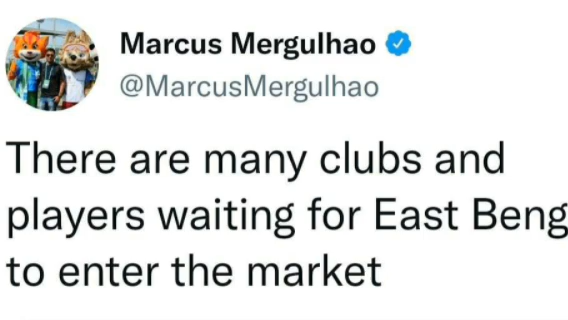 Marcus Mergulhao
@MarcusMergulhao
There are many clubs and
players waiting for East Beng
to enter the market